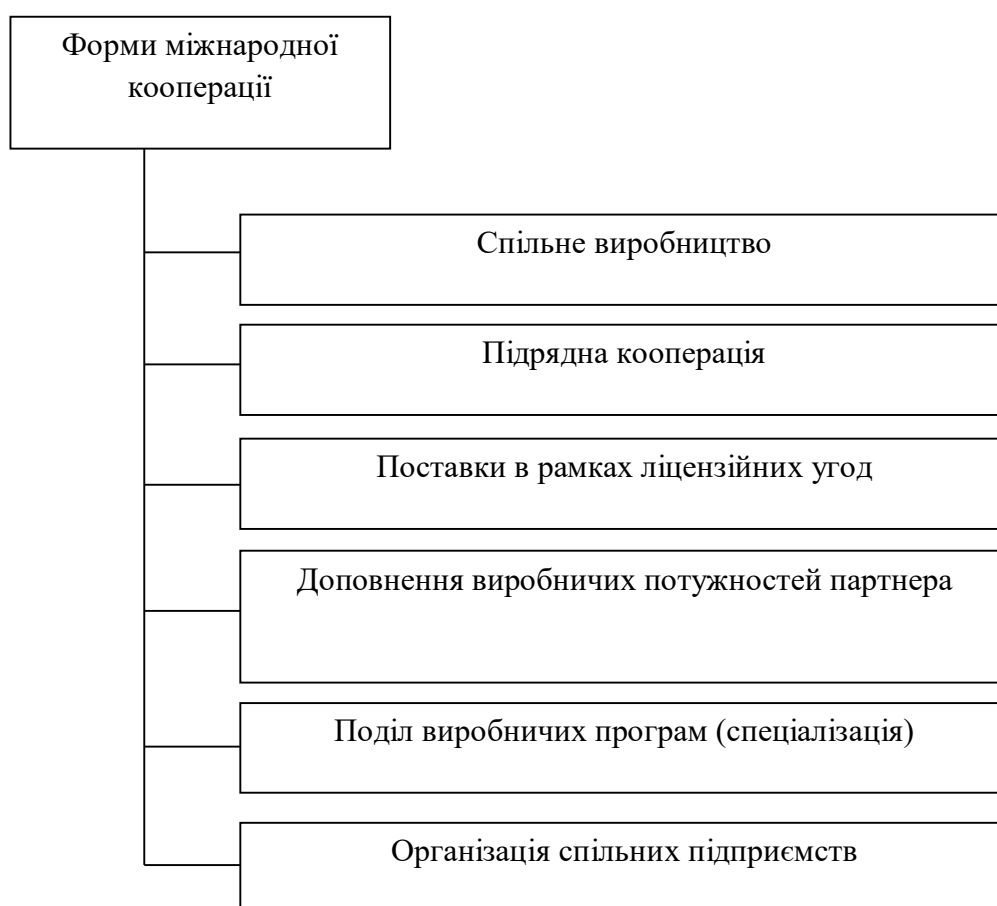 Форми міжнародної
кооперації
Спільне виробництво
Підрядна кооперація
Поставки в рамках ліцензійних угод
Доповнення виробничих потужностей партнера
Поділ виробничих програм (спеціалізація)
Організація спільних підприємств